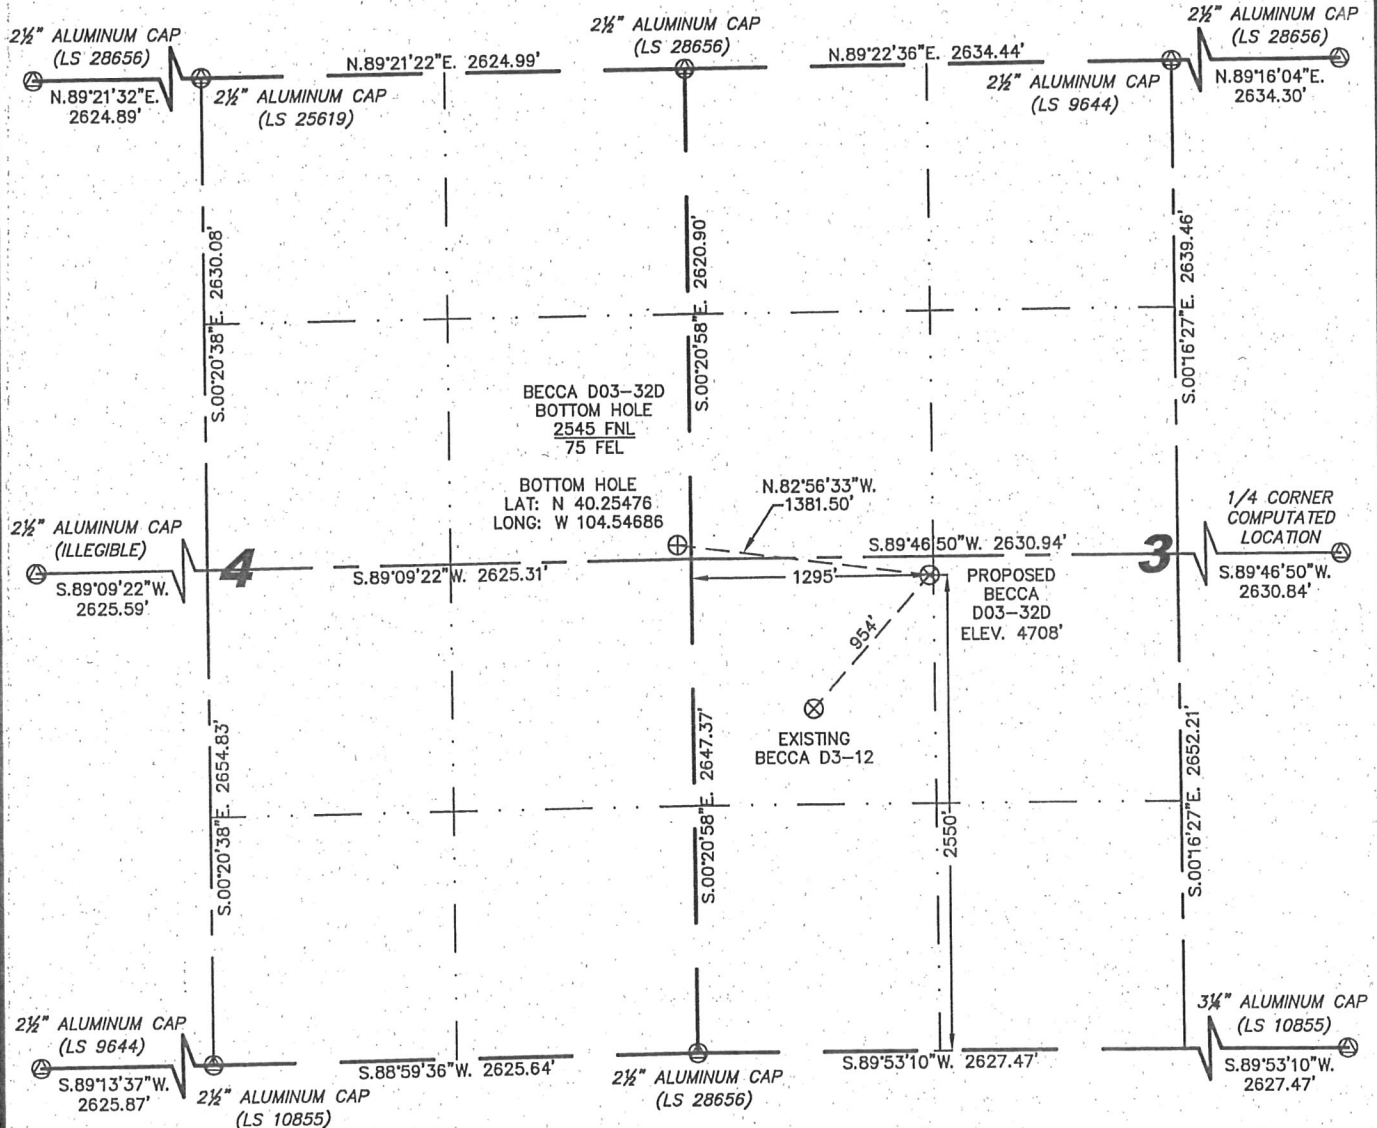 2½" ALUMINUM CAP
(LS 28656)
2½" ALUMINUM CAP
(LS 28656)
2½" ALUMINUM CAP
(LS 28656)
N.89°21'22"E. 2624.99'
N.89°22'36"E. 2634.44'
N.89°21'32"E.
2624.89'
2½" ALUMINUM CAP
(LS 25619)
2½" ALUMINUM CAP
(LS 9644)
N.89°16'04"E.
2634.30'
S.00°20'38"E. 2630.08'
S.00°20'58"E. 2620.90'
S.00°16'27"E. 2639.46'
BECCA D03-32D
BOTTOM HOLE
2545 FNL
75 FEL
BOTTOM HOLE
LAT: N 40.25476
LONG: W 104.54686
N.82°56'33"W.
1381.50'
2½" ALUMINUM CAP
(ILLEGIBLE)
1/4 CORNER
COMPUTATED
LOCATION
4
3
S.89°46'50"W. 2630.94'
S.89°09'22"W.
2625.59'
S.89°09'22"W. 2625.31'
1295'
S.89°46'50"W.
2630.84'
PROPOSED
BECCA
D03-32D
ELEV. 4708'
954'
EXISTING
BECCA D3-12
S.00°20'38"E. 2654.83'
S.00°20'58"E. 2647.37'
2550'
S.00°16'27"E. 2652.21'
2½" ALUMINUM CAP
(LS 9644)
3¼" ALUMINUM CAP
(LS 10855)
S.89°13'37"W.
2625.87'
S.88°59'36"W. 2625.64'
S.89°53'10"W. 2627.47'
S.89°53'10"W.
2627.47'
2½" ALUMINUM CAP
(LS 10855)
2½" ALUMINUM CAP
(LS 28656)